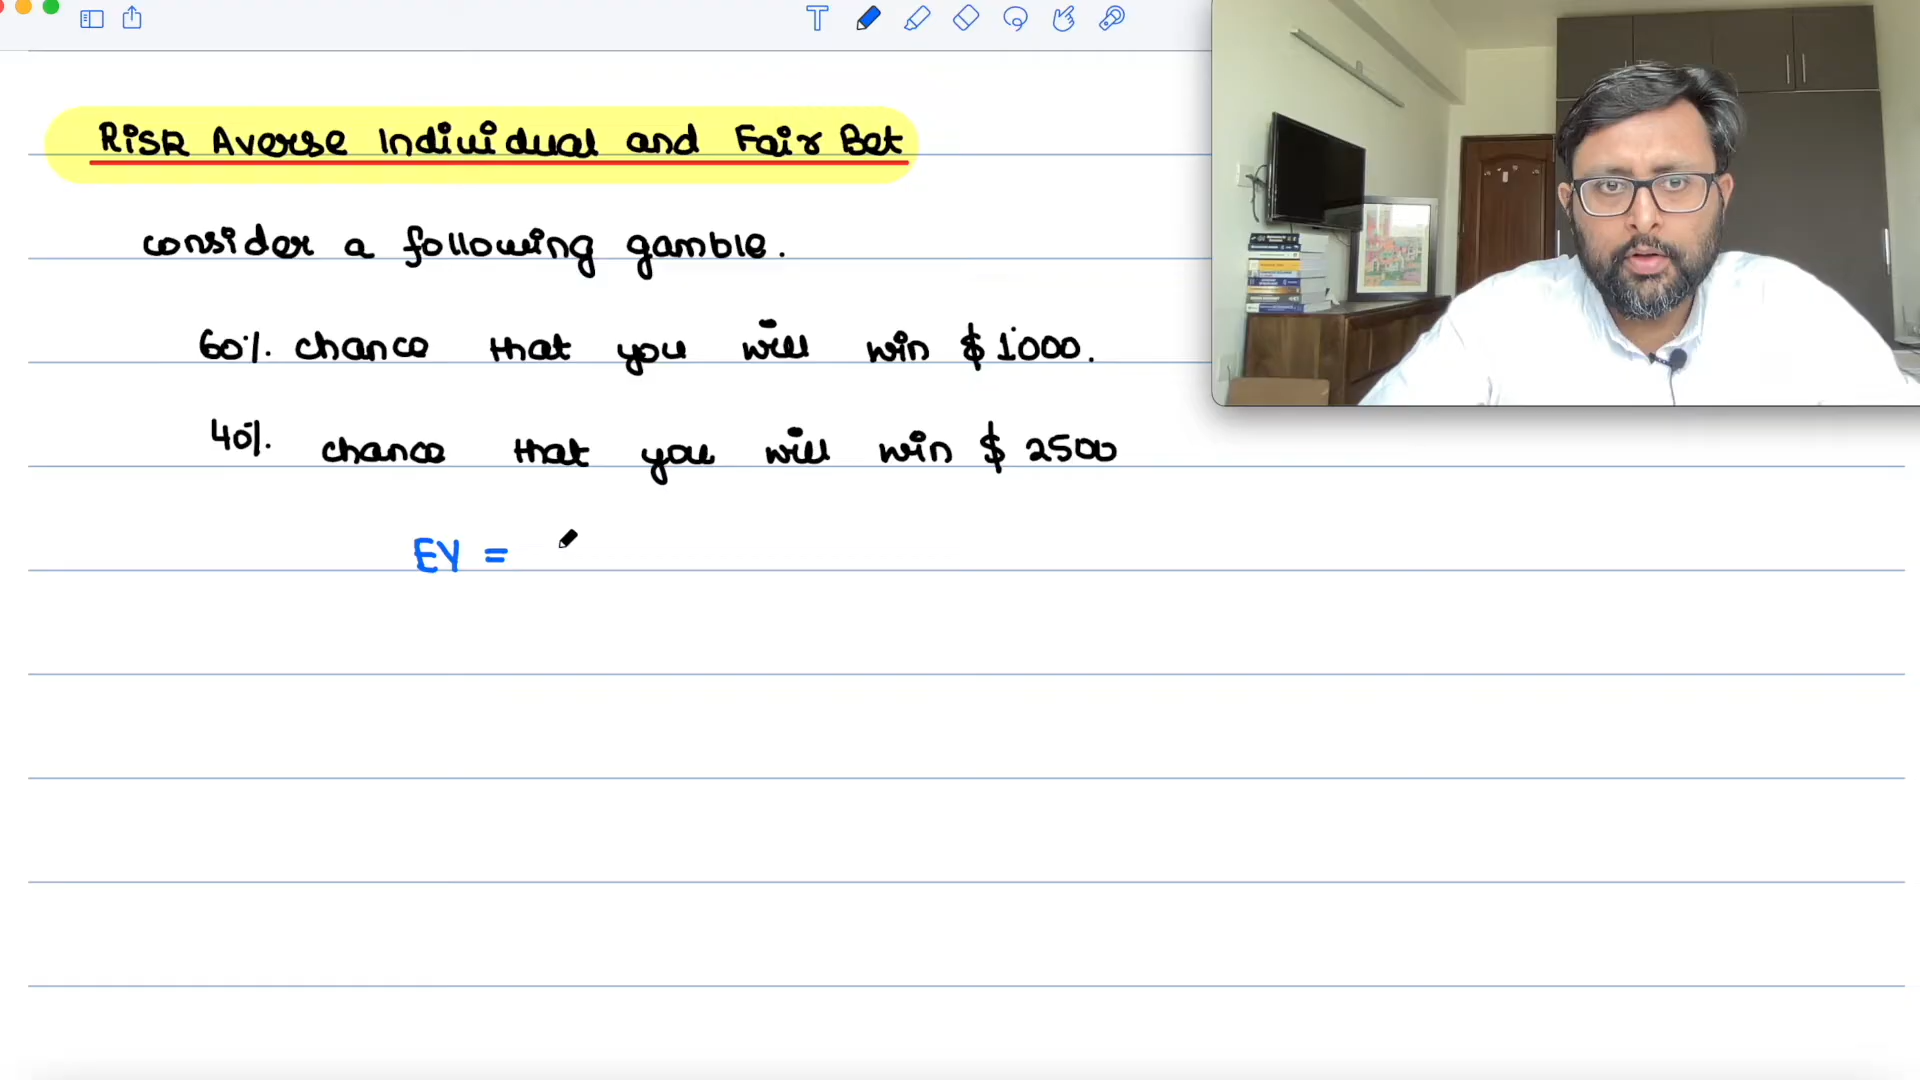 Risk Averse Individual and Fair Bet
consider a following gamble.
60%. chance that you will win $ 1000.
40%. chance that you will win $ 2500
EY =